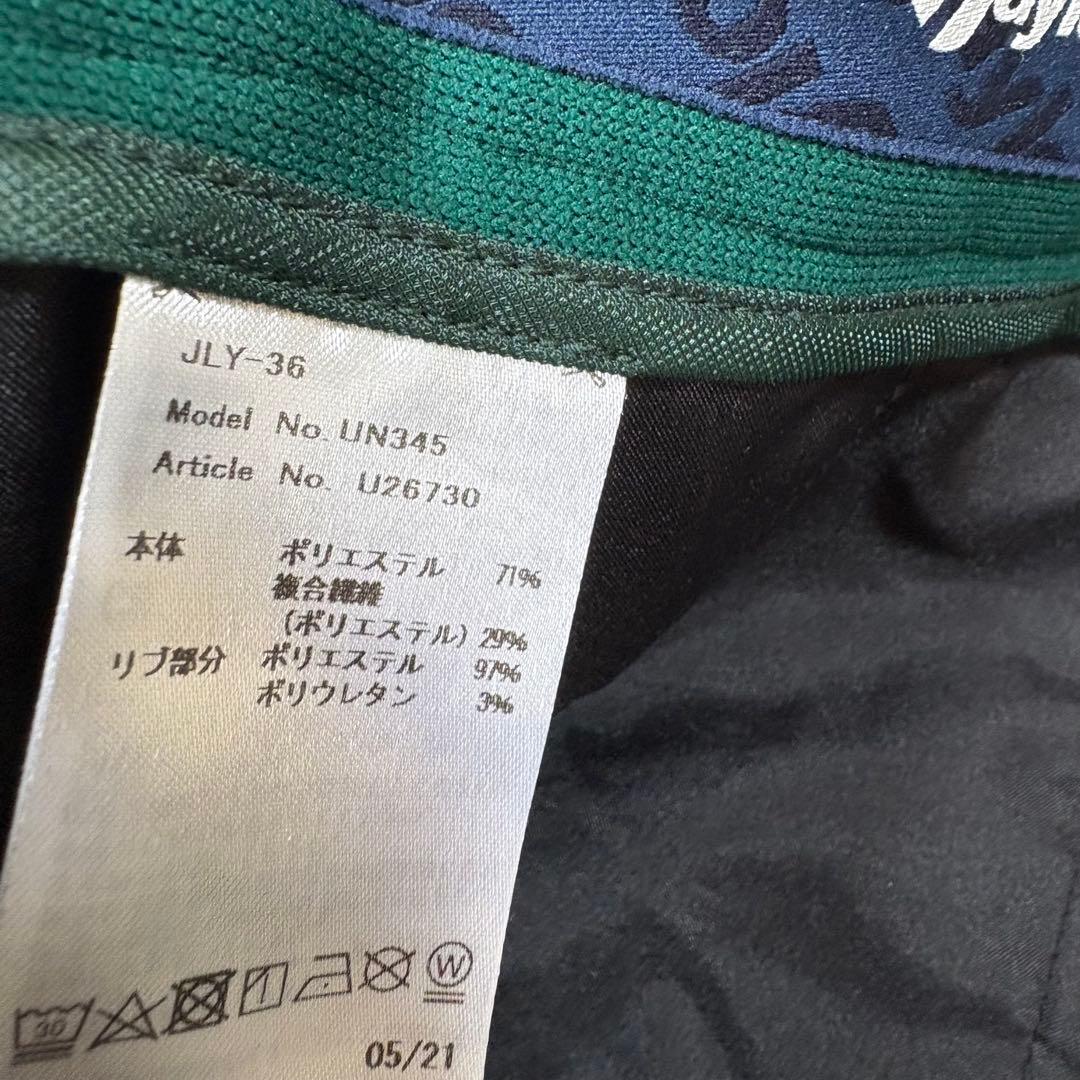 JLY-36
Model No. UN345
Article No. U26730
本体 ポリエステル 71%
複合繊維
(ポリエステル) 29%
リブ部分 ポリエステル 97%
ポリウレタン 3%
30
W
05/21